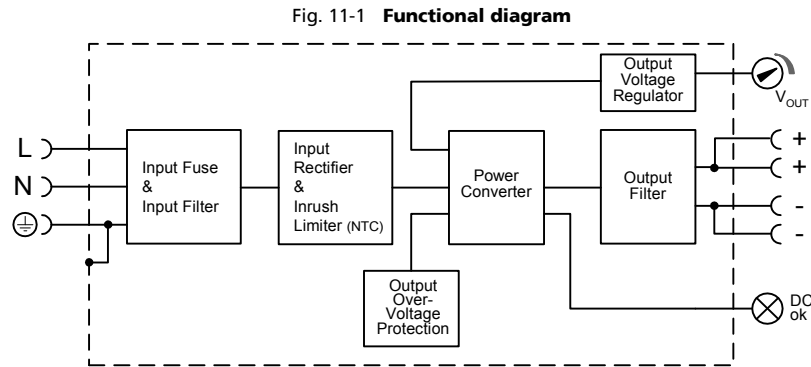 Fig. 11-1 Functional diagram
Output
Voltage
Regulator
V_OUT
L
N
Input Fuse
&
Input Filter
Input
Rectifier
&
Inrush
Limiter (NTC)
Power
Converter
Output
Filter
+
+
-
-
Output
Over-
Voltage
Protection
DC
ok